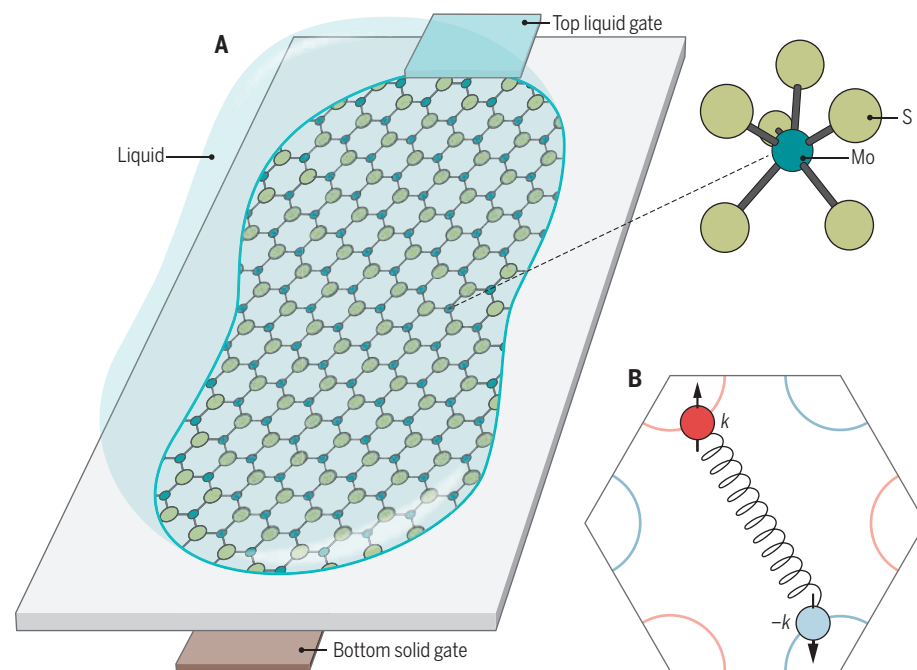 A
Top liquid gate
Liquid
S
Mo
B
k
–k
Bottom solid gate